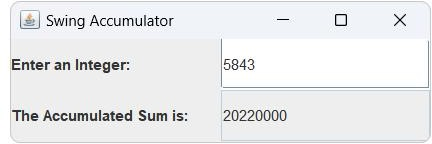 Swing Accumulator
Enter an Integer:
5843
The Accumulated Sum is:
20220000